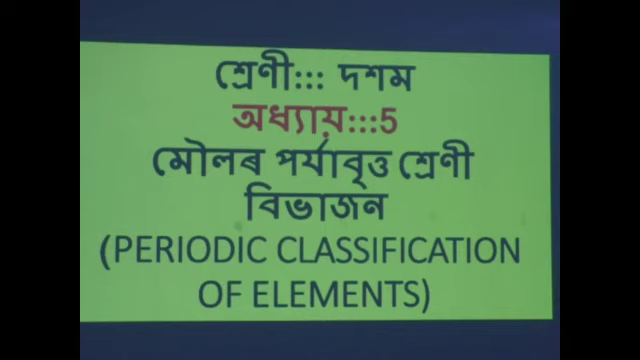 শ্ৰেণী::: দশম
অধ্যায়:::5
মৌলৰ পৰ্যাবৃত্ত শ্ৰেণী
বিভাজন
(PERIODIC CLASSIFICATION
OF ELEMENTS)